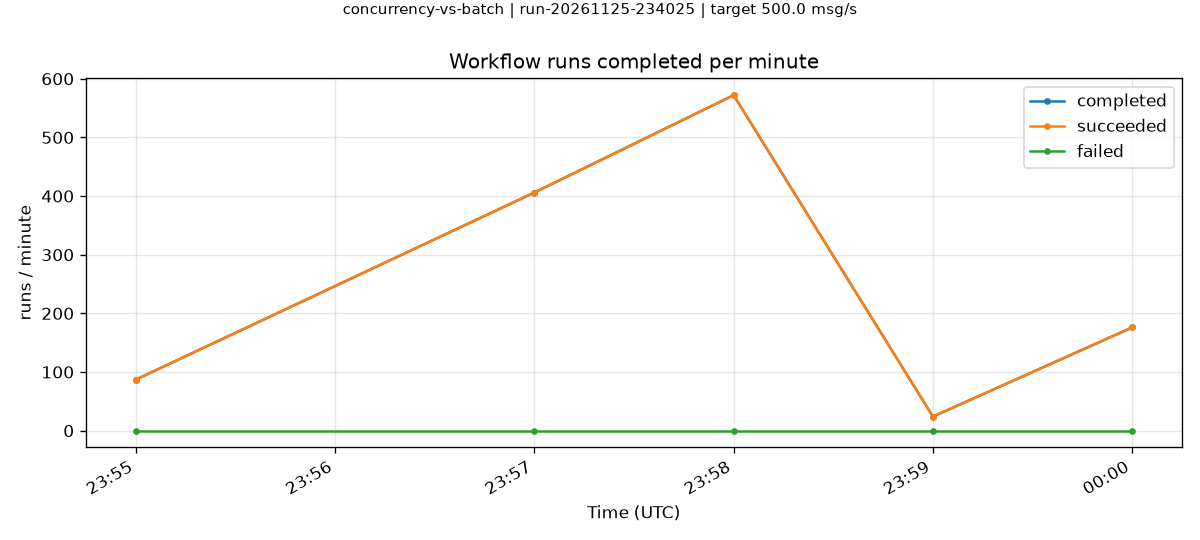 concurrency-vs-batch | run-20261125-234025 | target 500.0 msg/s
Workflow runs completed per minute
completed
succeeded
failed
runs / minute
600
500
400
300
200
100
0
23:55
23:56
23:57
23:58
23:59
00:00
Time (UTC)